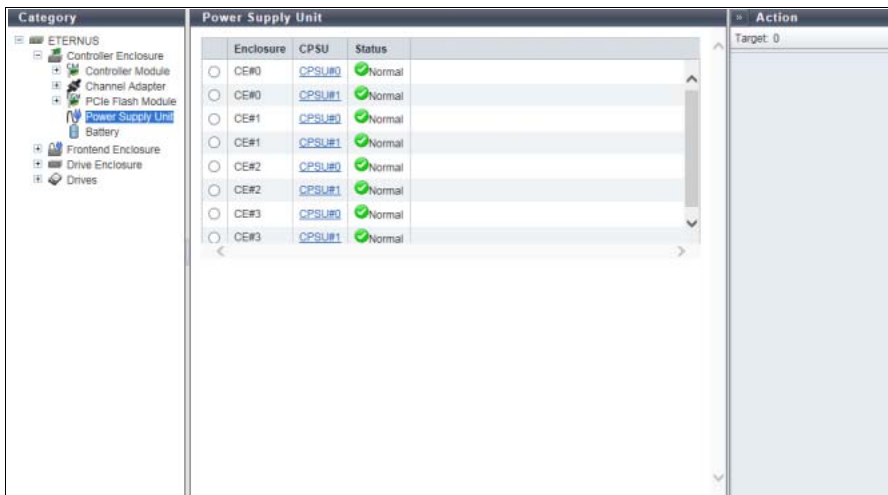 Category
ETERNUS
Controller Enclosure
Controller Module
Channel Adapter
PCIe Flash Module
Power Supply Unit
Battery
Frontend Enclosure
Drive Enclosure
Drives
Power Supply Unit
Enclosure CPSU Status
CE#0 CPSU#0 Normal
CE#0 CPSU#1 Normal
CE#1 CPSU#0 Normal
CE#1 CPSU#1 Normal
CE#2 CPSU#0 Normal
CE#2 CPSU#1 Normal
CE#3 CPSU#0 Normal
CE#3 CPSU#1 Normal
» Action
Target: 0